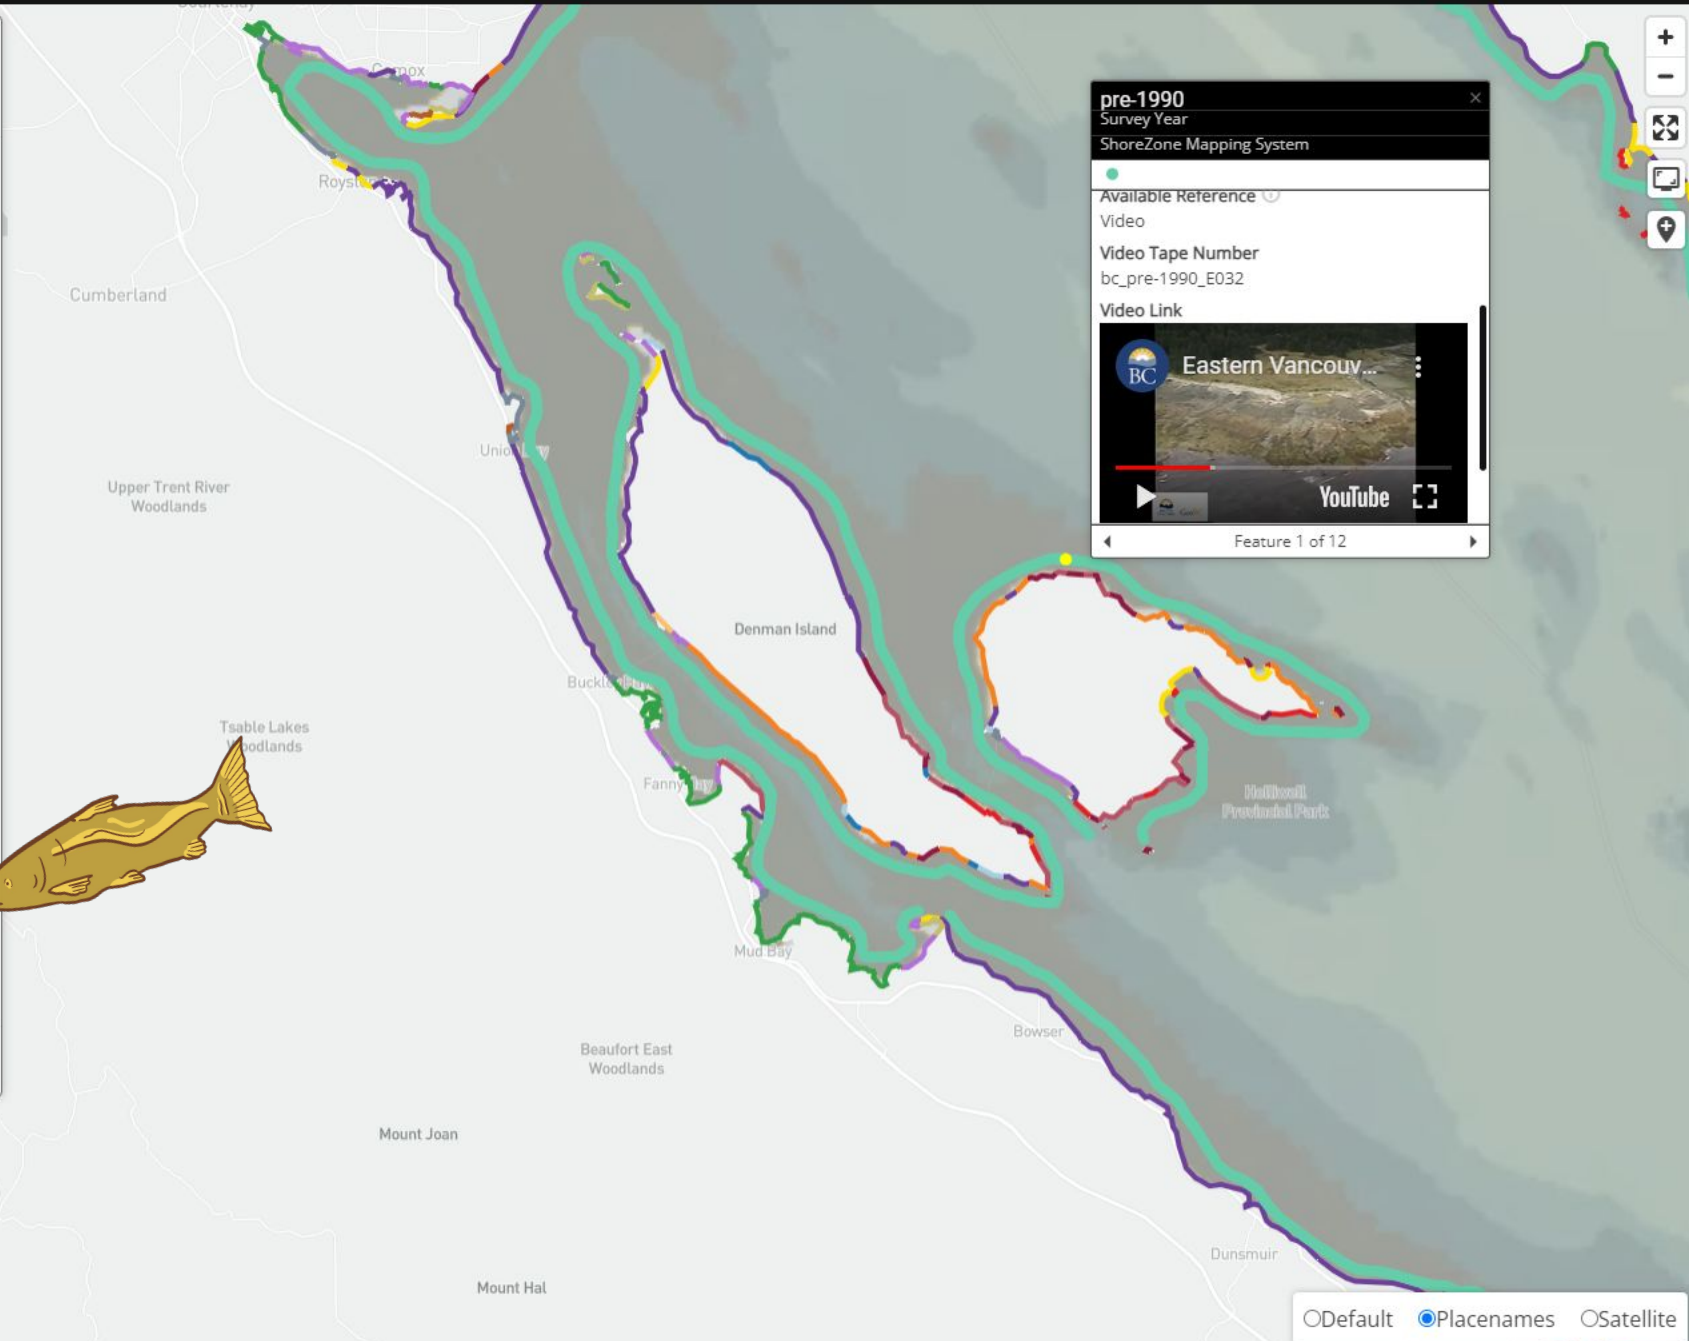 pre-1990
Survey Year
ShoreZone Mapping System
Available Reference
Video
Video Tape Number
bc_pre-1990_E032
Video Link
BC
Eastern Vancouv...
YouTube
Feature 1 of 12
Cumberland
Upper Trent River
Woodlands
Denman Island
Tsable Lakes
Woodlands
Fanny
Helliwell
Provincial Park
Mud Bay
Bowser
Beaufort East
Woodlands
Mount Joan
Dunsmuir
Mount Hal
Default
Placenames
Satellite